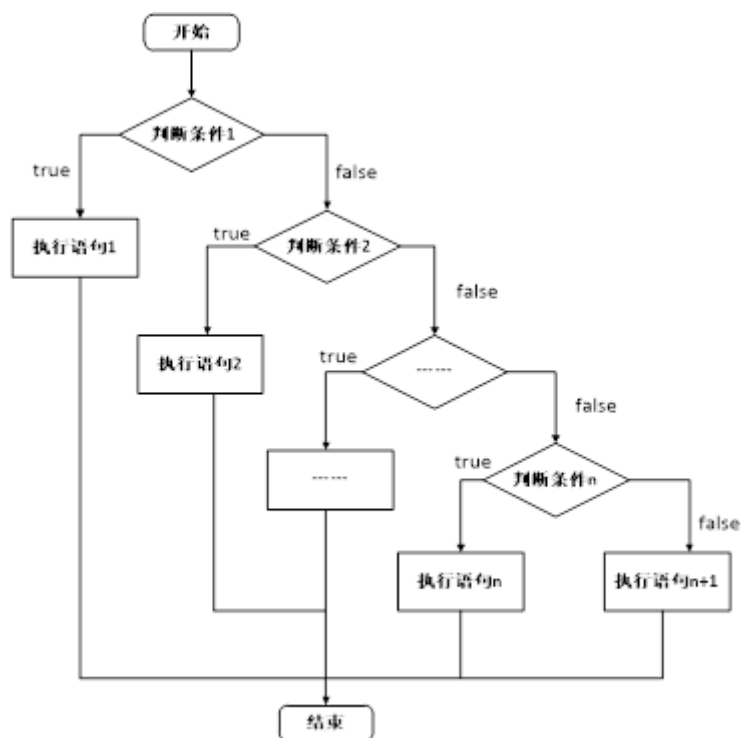 开始
判断条件1
true
false
执行语句1
true
判断条件2
false
执行语句2
true
------
false
------
true
判断条件n
false
执行语句n
执行语句n+1
结束